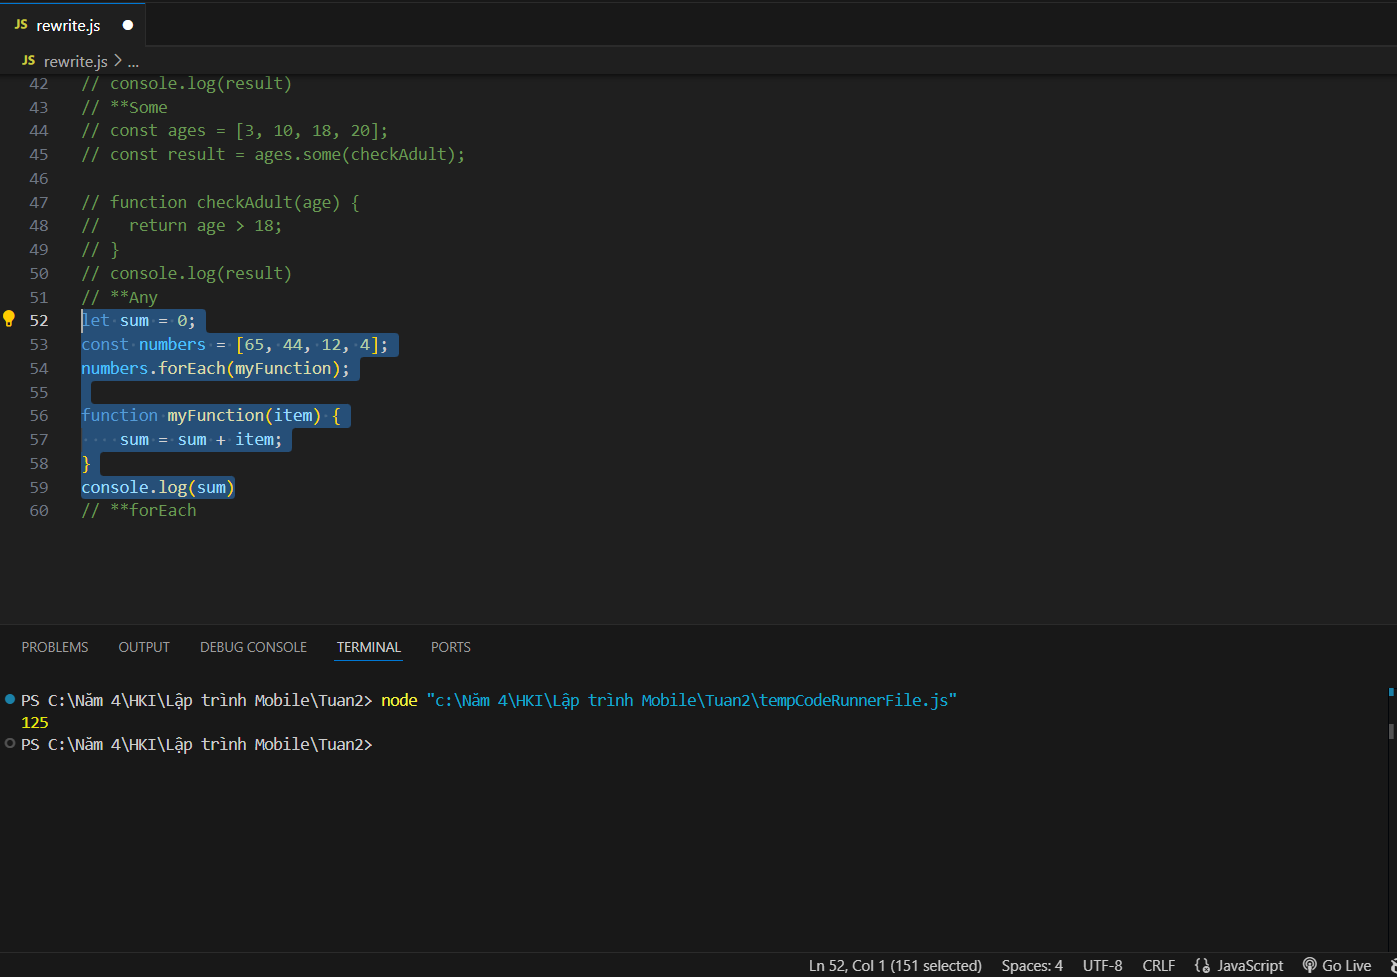 JS rewrite.js
JS rewrite.js > ...
42 // console.log(result)
43 // **Some
44 // const ages = [3, 10, 18, 20];
45 // const result = ages.some(checkAdult);
46
47 // function checkAdult(age) {
48 //   return age > 18;
49 // }
50 // console.log(result)
51 // **Any
52 let sum = 0;
53 const numbers = [65, 44, 12, 4];
54 numbers.forEach(myFunction);
55
56 function myFunction(item) {
57     sum = sum + item;
58 }
59 console.log(sum)
60 // **forEach
PROBLEMS OUTPUT DEBUG CONSOLE TERMINAL PORTS
PS C:\Năm 4\HKI\Lập trình Mobile\Tuan2> node "c:\Năm 4\HKI\Lập trình Mobile\Tuan2\tempCodeRunnerFile.js"
125
PS C:\Năm 4\HKI\Lập trình Mobile\Tuan2>
Ln 52, Col 1 (151 selected) Spaces: 4 UTF-8 CRLF JavaScript Go Live